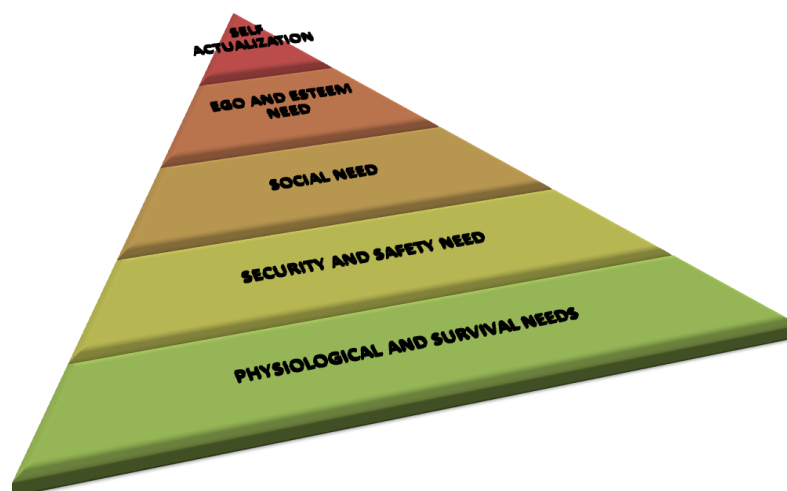 SELF
ACTUALIZATION
EGO AND ESTEEM
NEED
SOCIAL NEED
SECURITY AND SAFETY NEED
PHYSIOLOGICAL AND SURVIVAL NEEDS